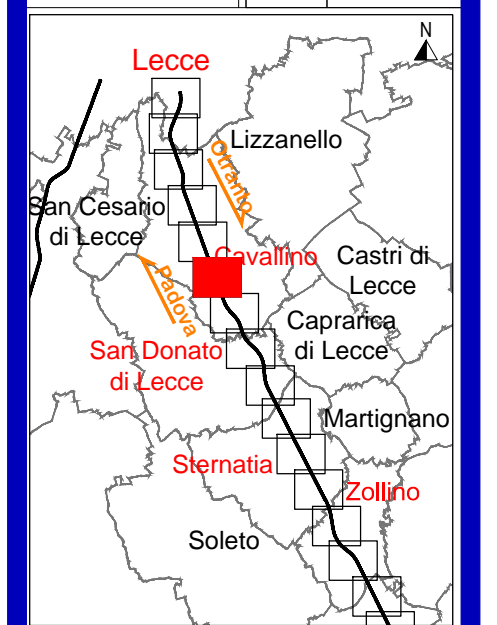 N
Lecce
Lizzanello
Otranto
San Cesario
di Lecce
Cavallino
Castri di
Lecce
Padova
Caprarica
di Lecce
San Donato
di Lecce
Martignano
Sternatia
Zollino
Soleto